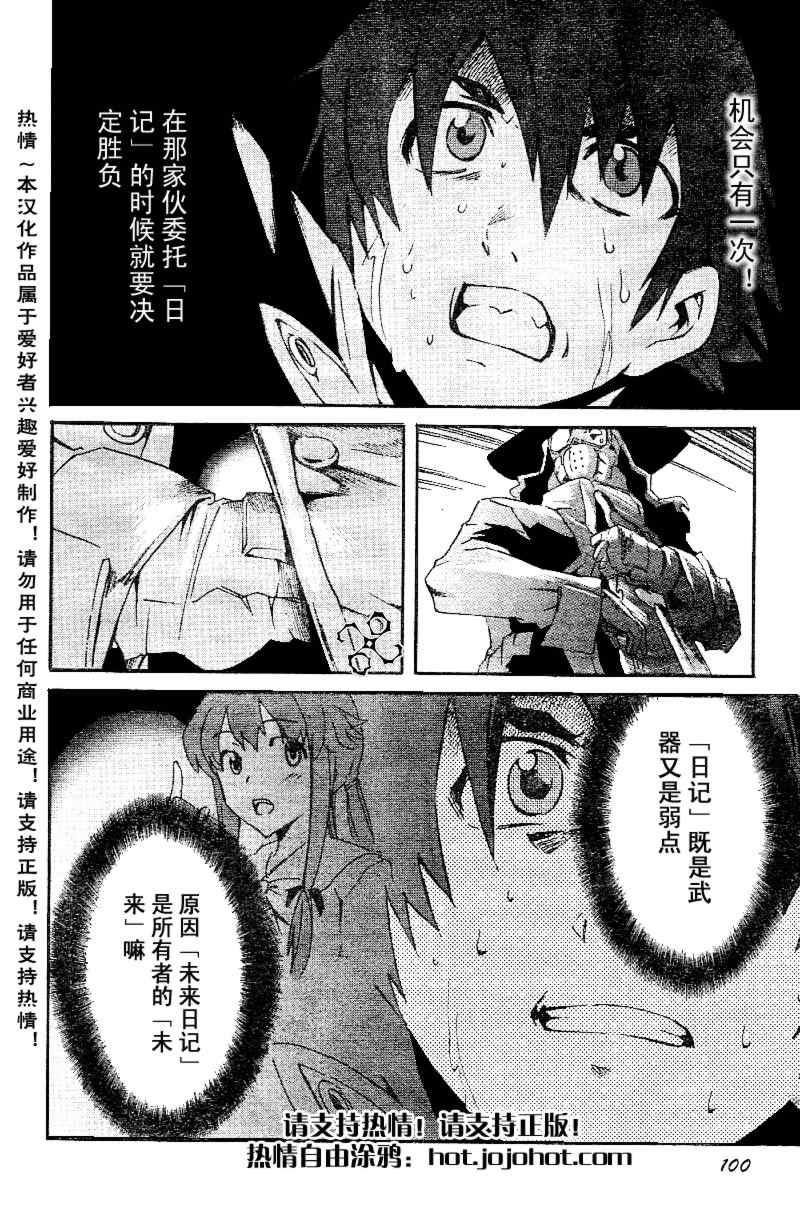 机会只有一次！
在那家伙委托「日
记」的时候就要决
定胜负
「日记」既是武
器又是弱点
原因「未来日记」
是所有者的「未
来」嘛
热情～本汉化作品属于爱好者兴趣爱好制作！请勿用于任何商业用途！请支持正版！请支持热情！
请支持热情！请支持正版！
热情自由涂鸦：hot.jojohot.com
100